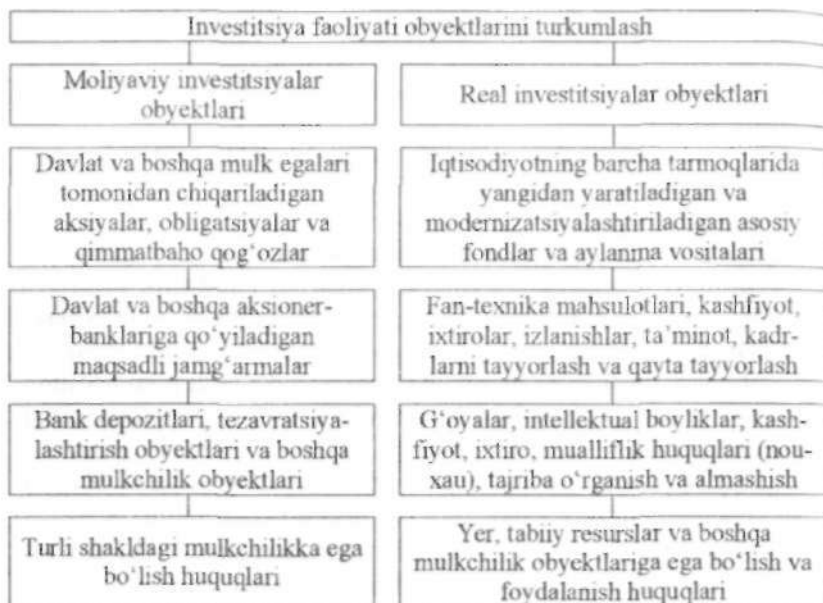 Investitsiya faoliyati obyektlarini turkumlash
Moliyaviy investitsiyalar
obyektlari
Davlat va boshqa mulk egalari
tomonidan chiqariladigan
aksiyalar, obligatsiyalar va
qimmatbaho qog‘ozlar
Davlat va boshqa aksioner-
banklariga qo‘yiladigan
maqsadli jamg‘armalar
Bank depozitlari, tezavratsiya-
lashtirish obyektlari va boshqa
mulkchilik obyektlari
Turli shakldagi mulkchilikka ega
bo‘lish huquqlari
Real investitsiyalar obyektlari
Iqtisodiyotning barcha tarmoqlarida
yangidan yaratiladigan va
modernizatsiyalashtiriladigan asosiy
fondlar va aylanma vositalari
Fan-texnika mahsulotlari, kashfiyot,
ixtirolar, izlanishlar, ta’minot, kadr-
larni tayyorlash va qayta tayyorlash
G‘oyalar, intellektual boyliklar, kash-
fiyot, ixtiro, mualliflik huquqlari (nou-
xau), tajriba o‘rganish va almashish
Yer, tabiiy resurslar va boshqa
mulkchilik obyektlariga ega bo‘lish va
foydalanish huquqlari